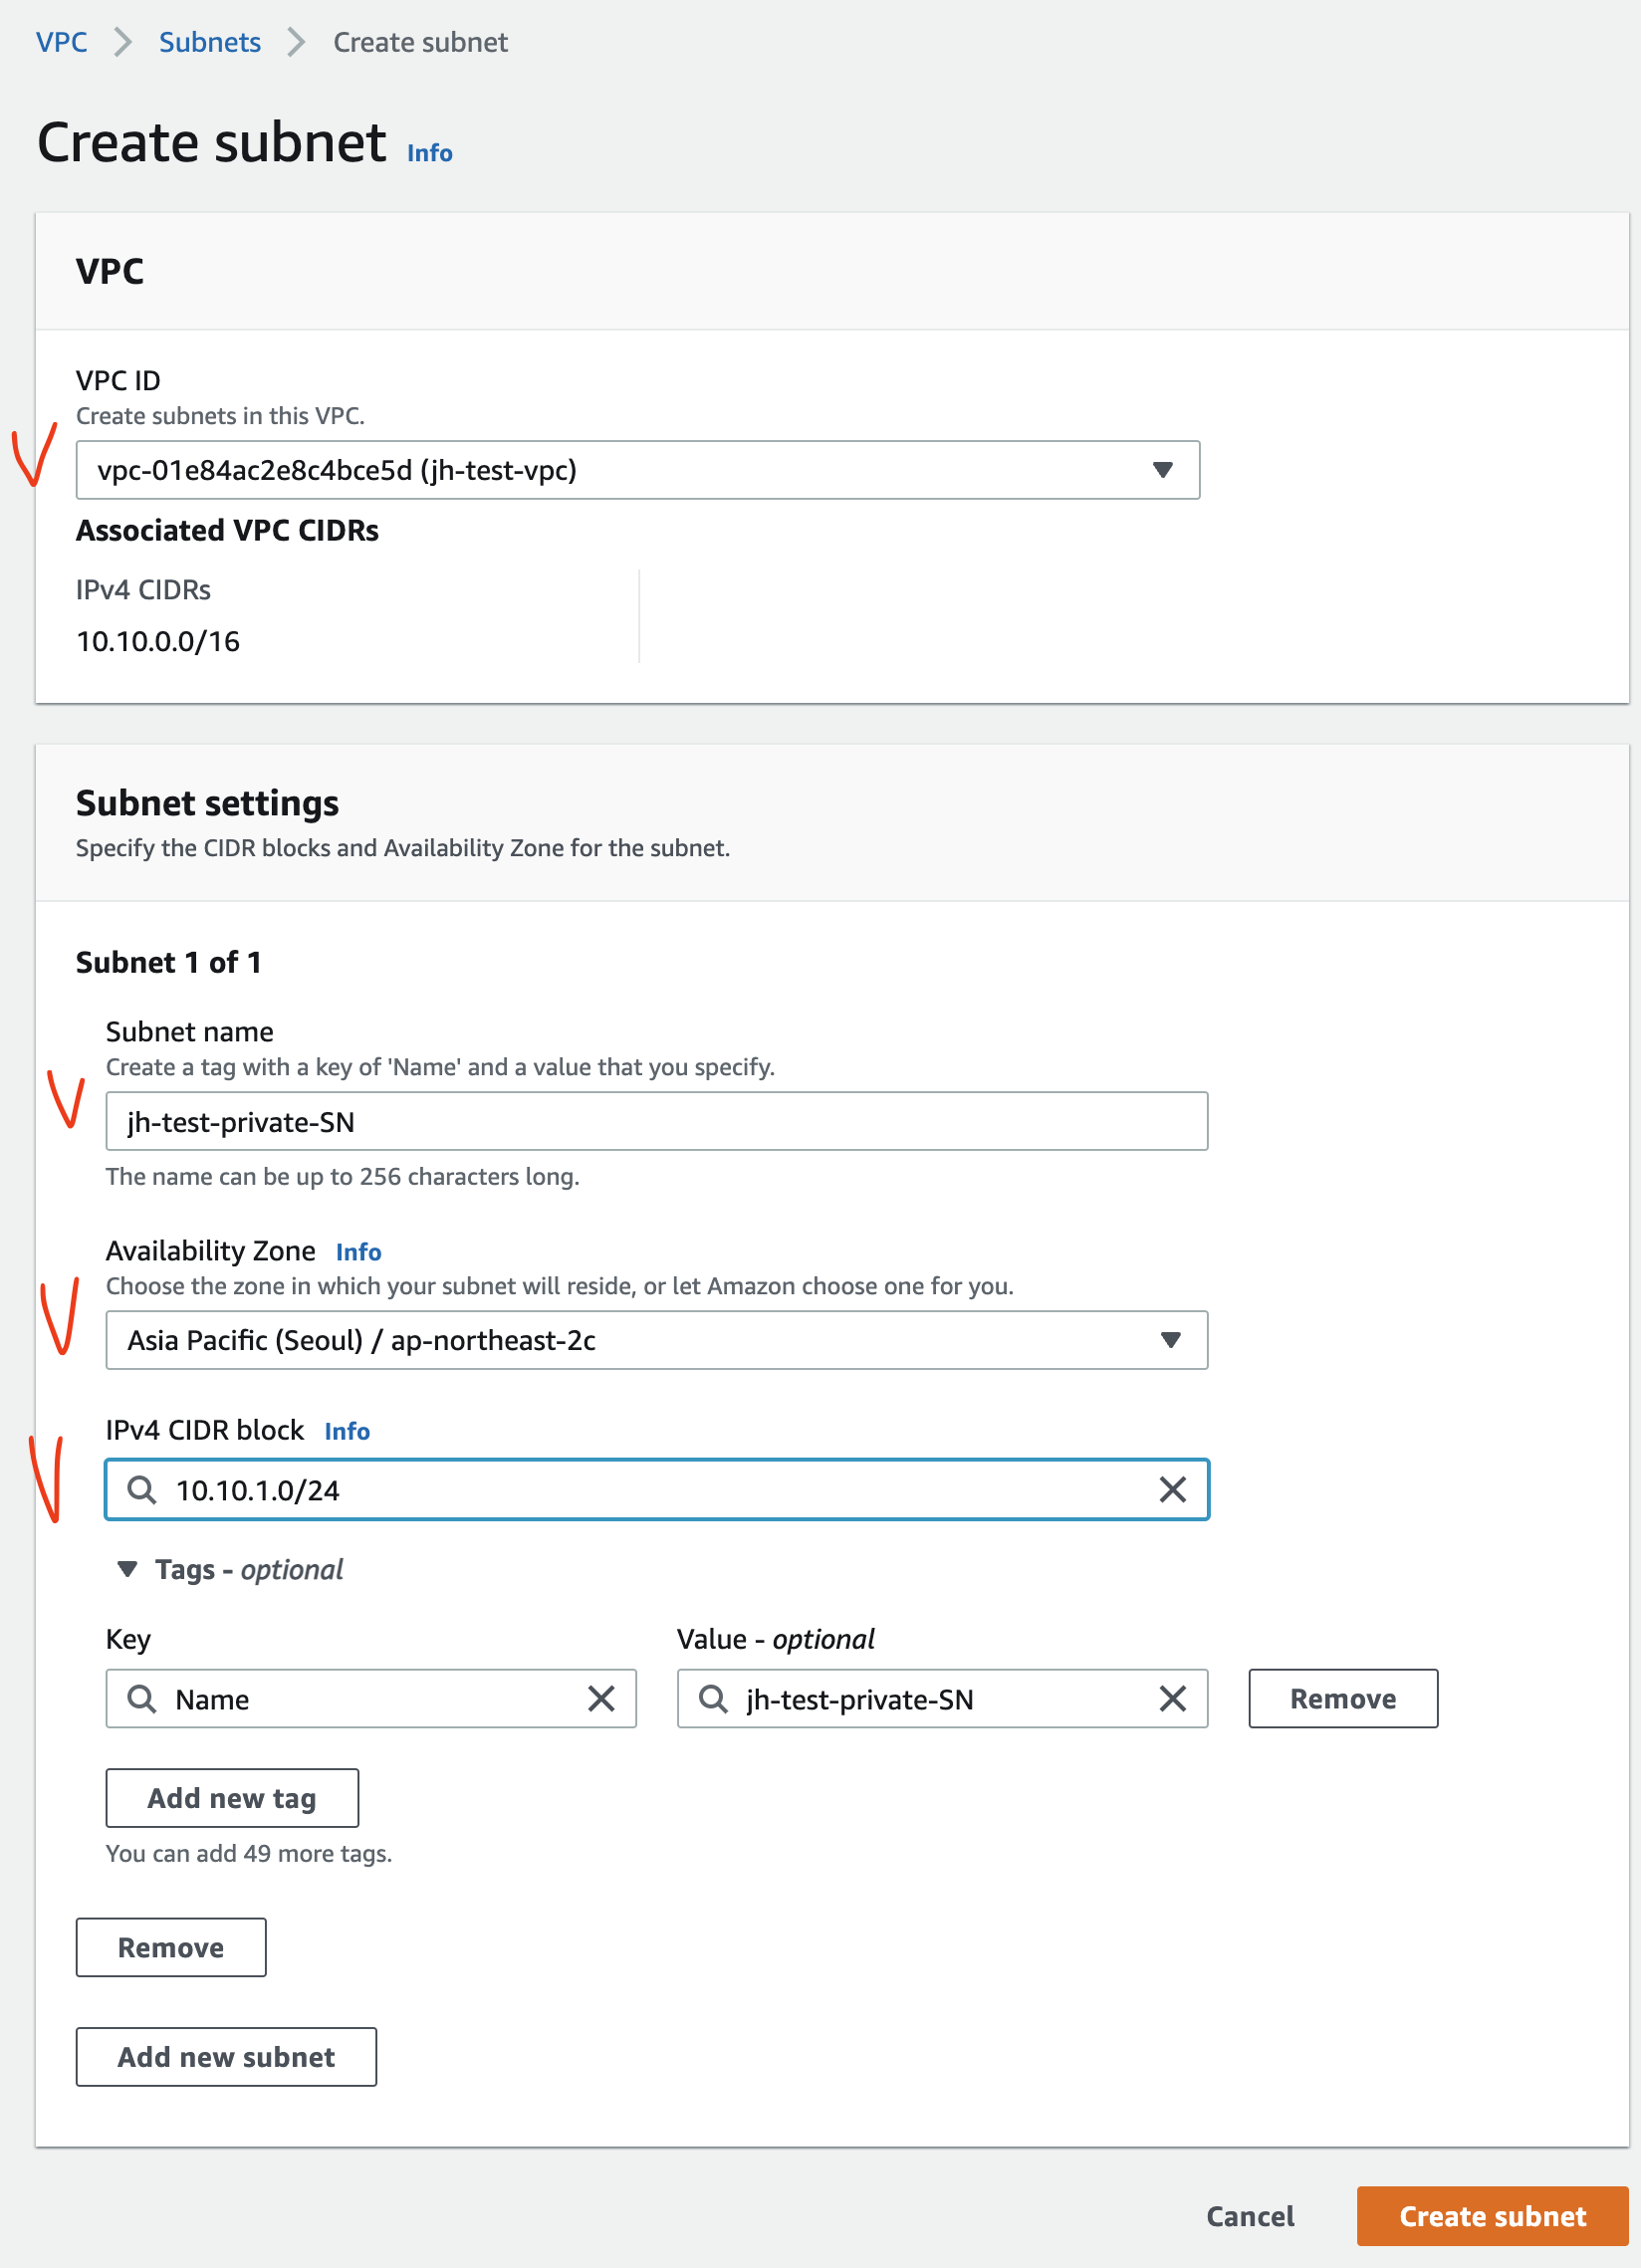 VPC > Subnets > Create subnet
Create subnet Info
VPC
VPC ID
Create subnets in this VPC.
vpc-01e84ac2e8c4bce5d (jh-test-vpc)
Associated VPC CIDRs
IPv4 CIDRs
10.10.0.0/16
Subnet settings
Specify the CIDR blocks and Availability Zone for the subnet.
Subnet 1 of 1
Subnet name
Create a tag with a key of 'Name' and a value that you specify.
jh-test-private-SN
The name can be up to 256 characters long.
Availability Zone Info
Choose the zone in which your subnet will reside, or let Amazon choose one for you.
Asia Pacific (Seoul) / ap-northeast-2c
IPv4 CIDR block Info
10.10.1.0/24
Tags - optional
Key Value - optional
Name jh-test-private-SN Remove
Add new tag
You can add 49 more tags.
Remove
Add new subnet
Cancel Create subnet